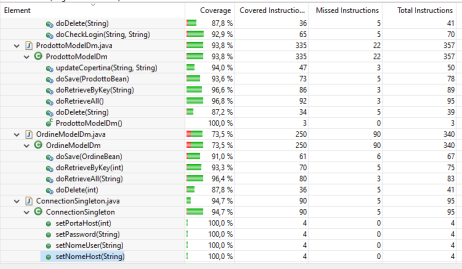 Element Coverage Covered Instructio... Missed Instructions Total Instructions
doDelete(String) 87,8 % 36 5 41
doCheckLogin(String, String) 92,9 % 65 5 70
ProdottoModelDm.java 93,8 % 335 22 357
ProdottoModelDm 93,8 % 335 22 357
updateCopertina(String, String) 94,0 % 47 3 50
doSave(ProdottoBean) 93,6 % 73 5 78
doRetrieveByKey(String) 96,6 % 86 3 89
doRetrieveAll() 96,8 % 92 3 95
doDelete(String) 87,2 % 34 5 39
ProdottoModelDm() 100,0 % 3 0 3
OrdineModelDm.java 73,5 % 250 90 340
OrdineModelDm 73,5 % 250 90 340
doSave(OrdineBean) 91,0 % 61 6 67
doRetrieveByKey(int) 93,3 % 70 5 75
doRetrieveAll(String) 96,4 % 80 3 83
doDelete(int) 87,8 % 36 5 41
ConnectionSingleton.java 94,7 % 90 5 95
ConnectionSingleton 94,7 % 90 5 95
setPortaHost(int) 100,0 % 4 0 4
setPassword(String) 100,0 % 4 0 4
setNomeUser(String) 100,0 % 4 0 4
setNomeHost(String) 100,0 % 4 0 4